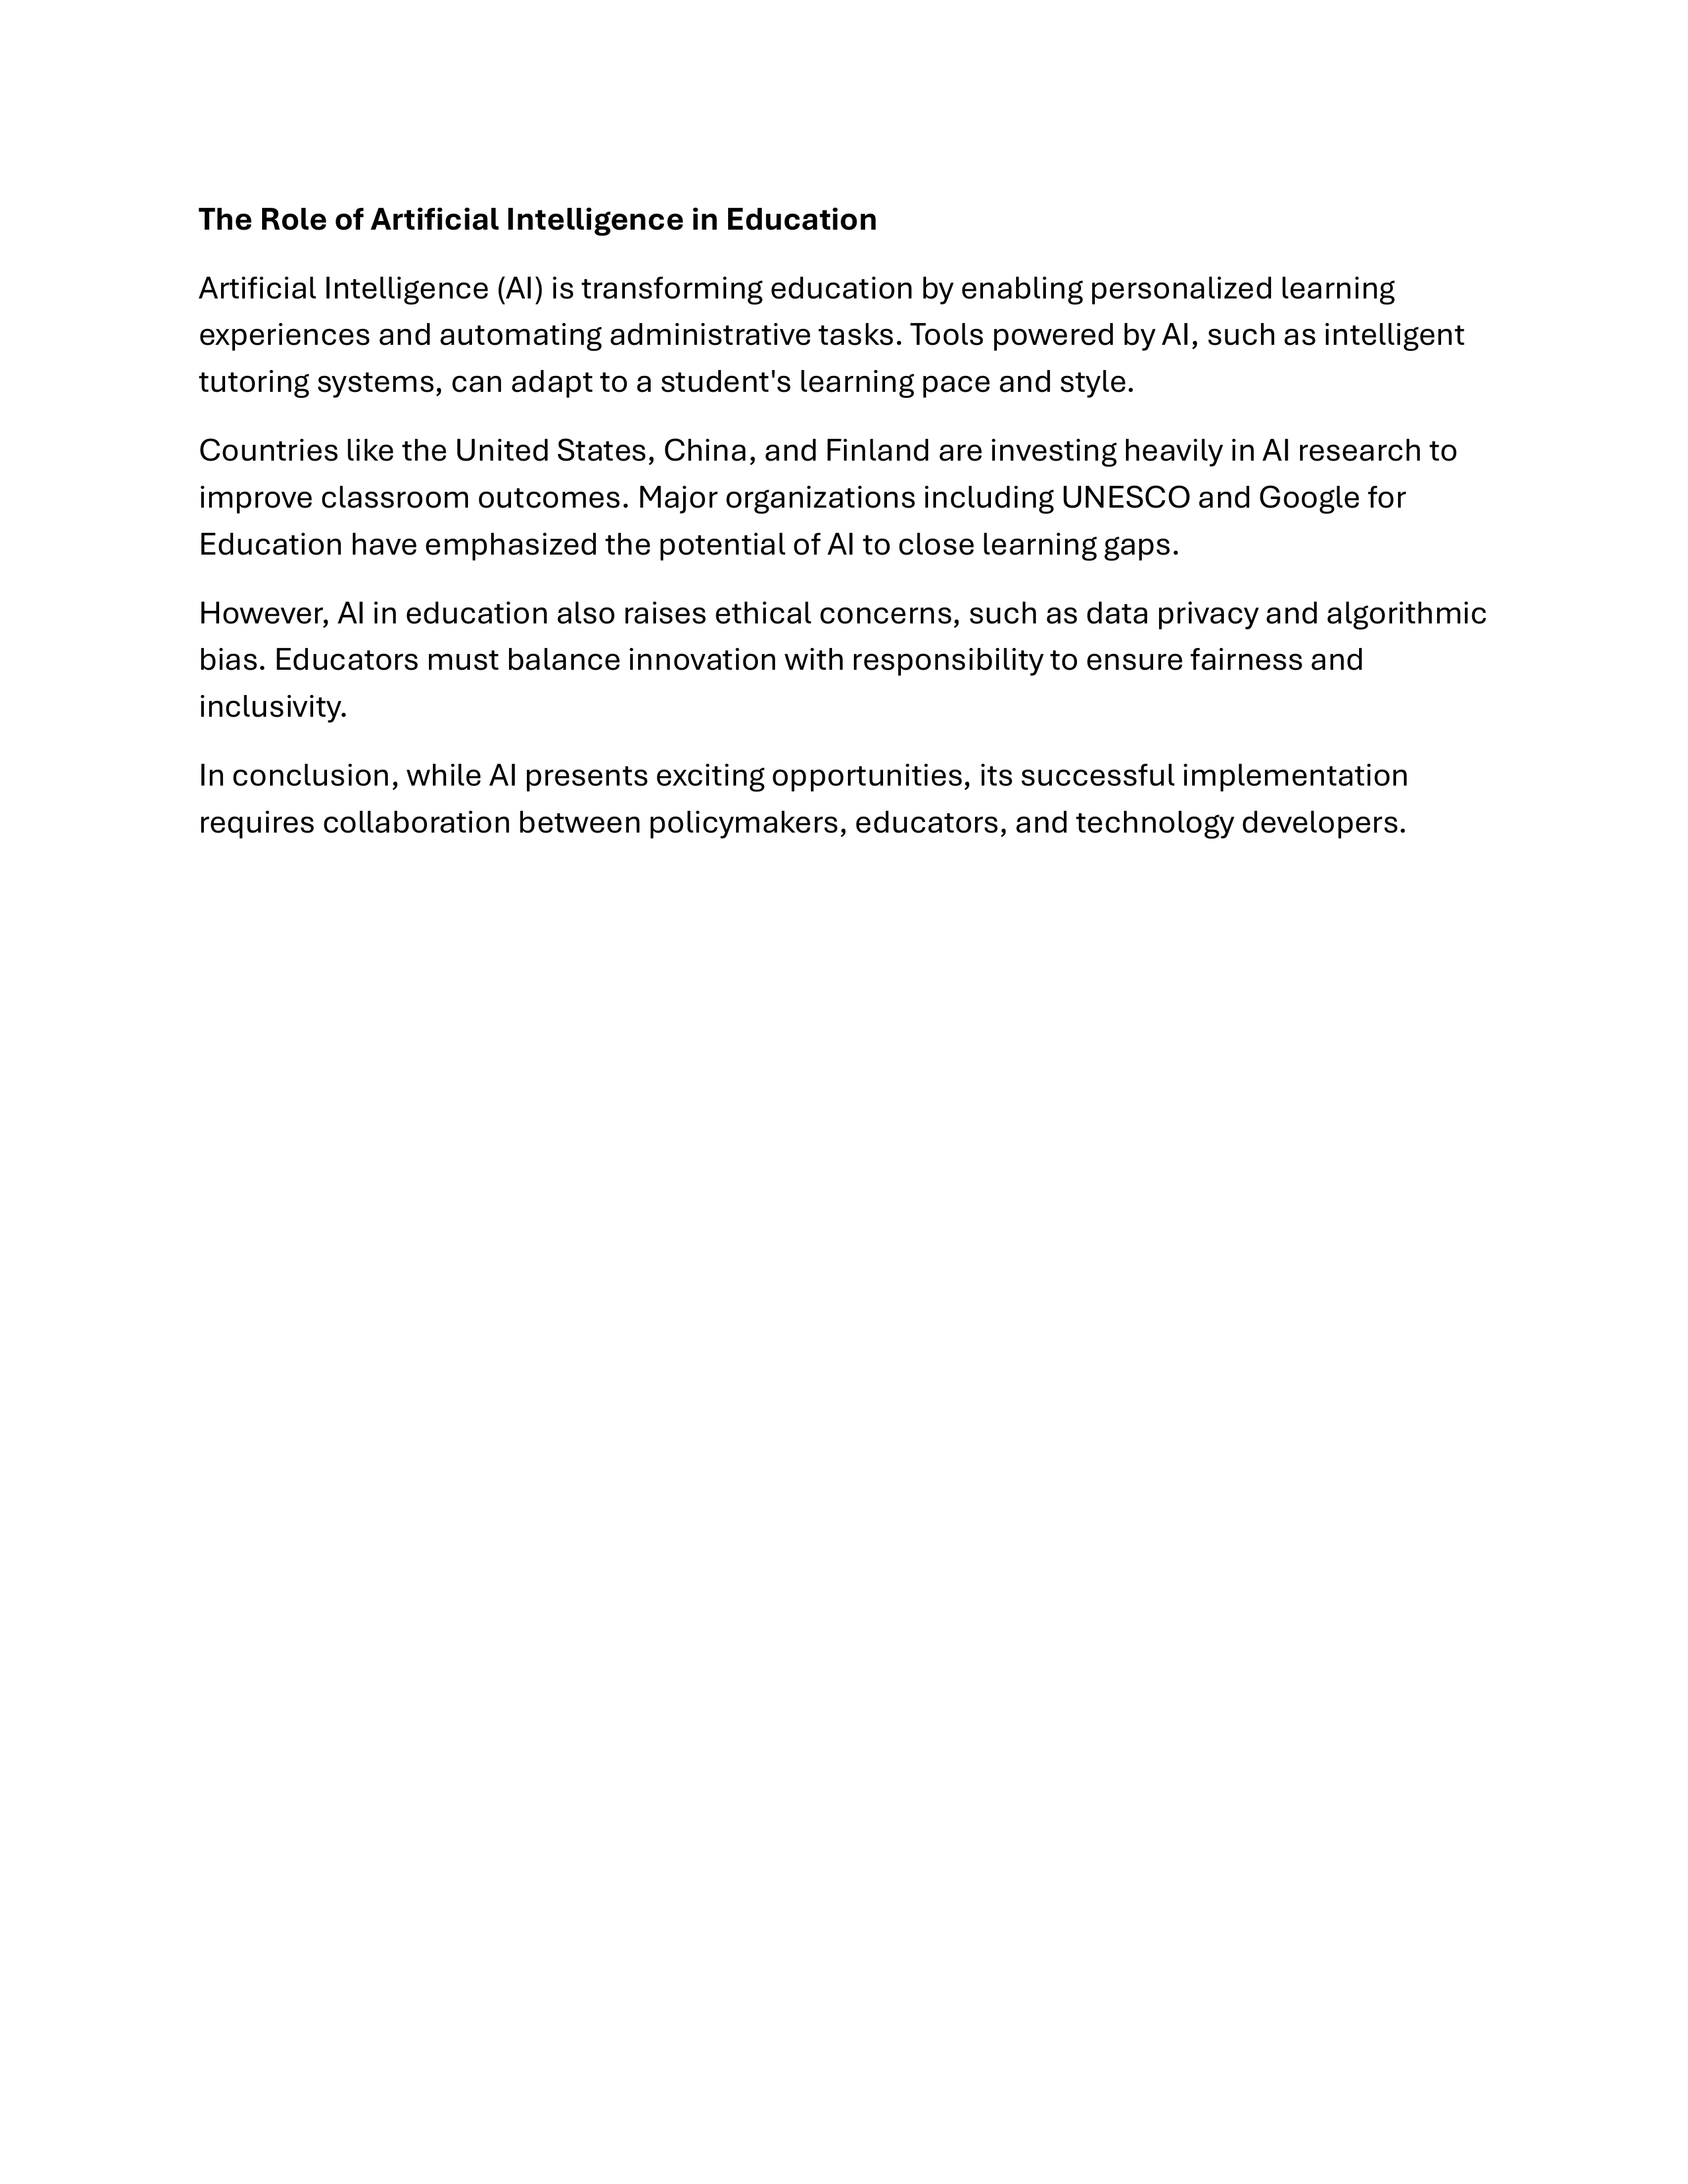 The Role of Artificial Intelligence in Education
Artificial Intelligence (AI) is transforming education by enabling personalized learning
experiences and automating administrative tasks. Tools powered by AI, such as intelligent
tutoring systems, can adapt to a student's learning pace and style.
Countries like the United States, China, and Finland are investing heavily in AI research to
improve classroom outcomes. Major organizations including UNESCO and Google for
Education have emphasized the potential of AI to close learning gaps.
However, AI in education also raises ethical concerns, such as data privacy and algorithmic
bias. Educators must balance innovation with responsibility to ensure fairness and
inclusivity.
In conclusion, while AI presents exciting opportunities, its successful implementation
requires collaboration between policymakers, educators, and technology developers.